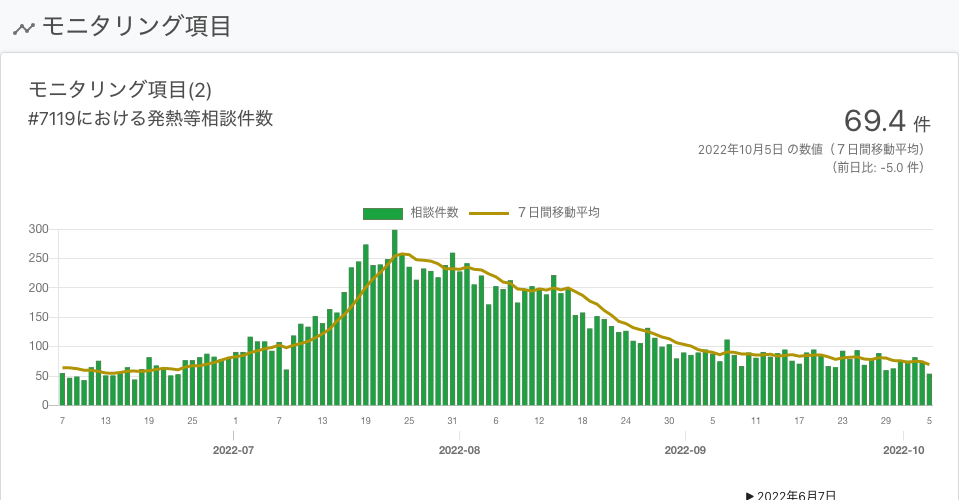 モニタリング項目
モニタリング項目(2)
#7119における発熱等相談件数
69.4 件
2022年10月5日 の数値（７日間移動平均）
（前日比: -5.0 件）
相談件数 ７日間移動平均
300
250
200
150
100
50
0
7 13 19 25 1 7 13 19 25 31 6 12 18 24 30 5 11 17 23 29 5
2022-07 2022-08 2022-09 2022-10
▶ 2022年6月7日